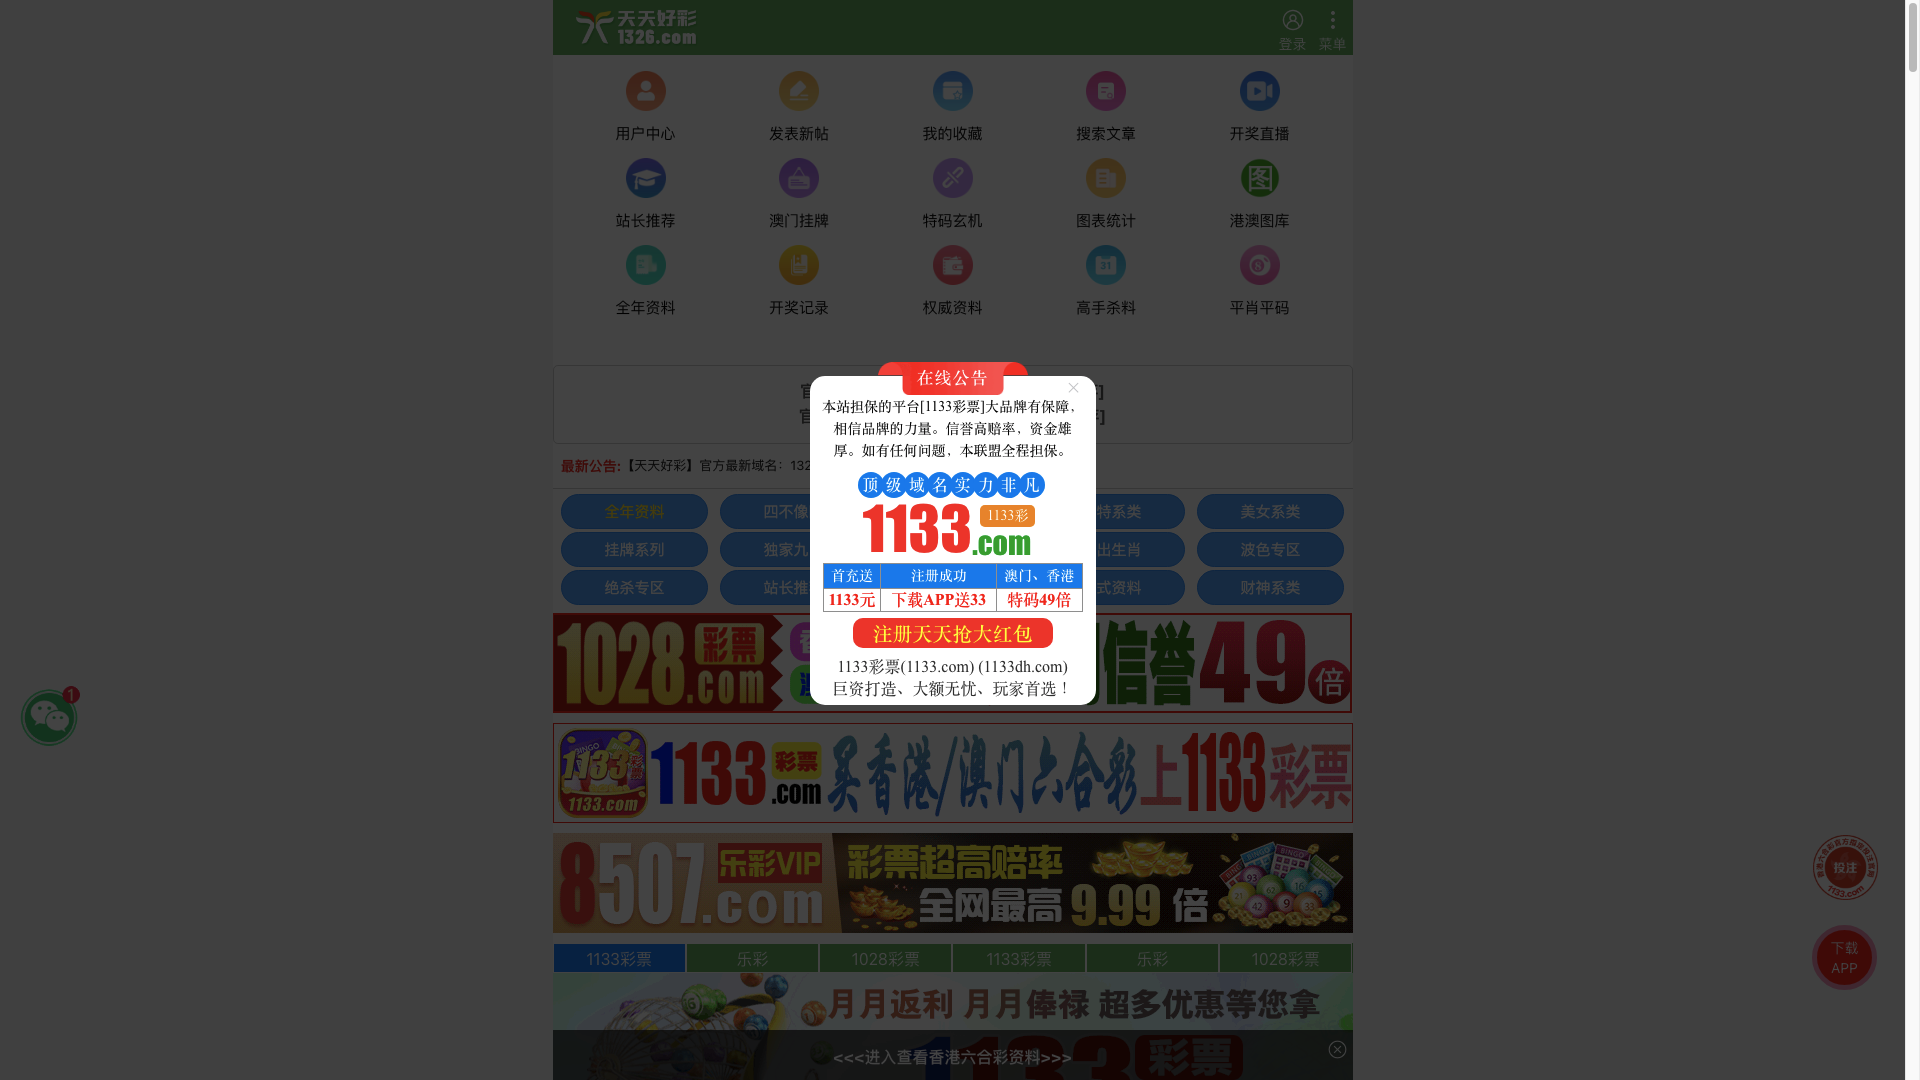 天天好彩
1326.com
登录 菜单
用户中心 发表新帖 我的收藏 搜索文章 开奖直播
站长推荐 澳门挂牌 特码玄机 图表统计 港澳图库
全年资料 开奖记录 权威资料 高手杀料 平肖平码
在线公告
本站担保的平台[1133彩票]大品牌有保障，
相信品牌的力量。信誉高赔率，资金雄
厚。如有任何问题，本联盟全程担保。
最新公告:【天天好彩】官方最新域名：132
顶级域名实力非凡
1133.com 1133彩
全年资料 四不像 特系类 美女系类
挂牌系列 独家九 出生肖 波色专区
绝杀专区 站长推 式资料 财神系类
首充送 注册成功 澳门、香港
1133元 下载APP送33 特码49倍
注册天天抢大红包
1133彩票(1133.com) (1133dh.com)
巨资打造、大额无忧、玩家首选！
1028.com 彩票 信誉49倍
1
1133.com 1133.com 彩票 买香港/澳门六合彩上1133彩票
8507.com 乐彩VIP 彩票超高赔率
全网最高9.99倍
投注
1133.com
下载
APP
1133彩票 乐彩 1028彩票 1133彩票 乐彩 1028彩票
月月返利 月月俸禄 超多优惠等您拿
<<<进入查看香港六合彩资料>>>
1133彩票